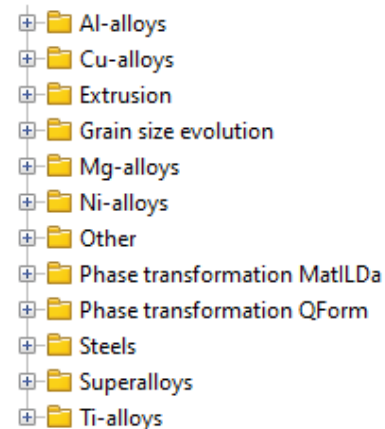 Al-alloys
Cu-alloys
Extrusion
Grain size evolution
Mg-alloys
Ni-alloys
Other
Phase transformation MatILDa
Phase transformation QForm
Steels
Superalloys
Ti-alloys